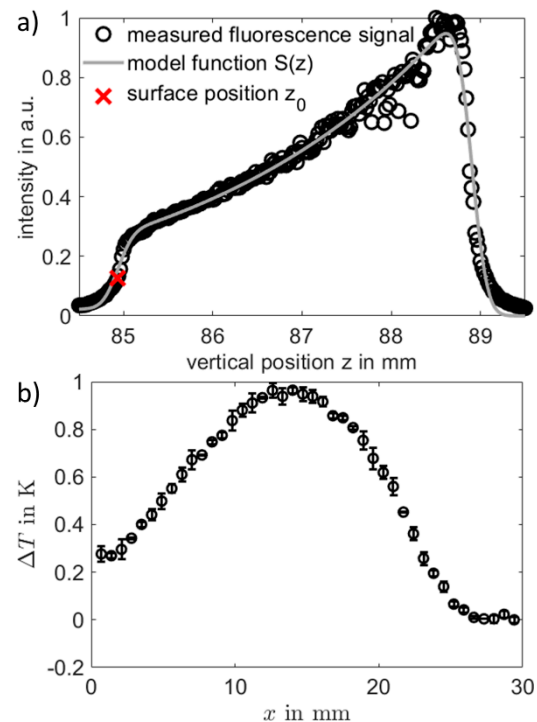 a)
1
0.8
0.6
0.4
0.2
0
intensity in a.u.
measured fluorescence signal
model function S(z)
surface position z₀
85 86 87 88 89
vertical position z in mm
b)
1
0.8
0.6
0.4
0.2
0
-0.2
ΔT in K
0 10 20 30
x in mm